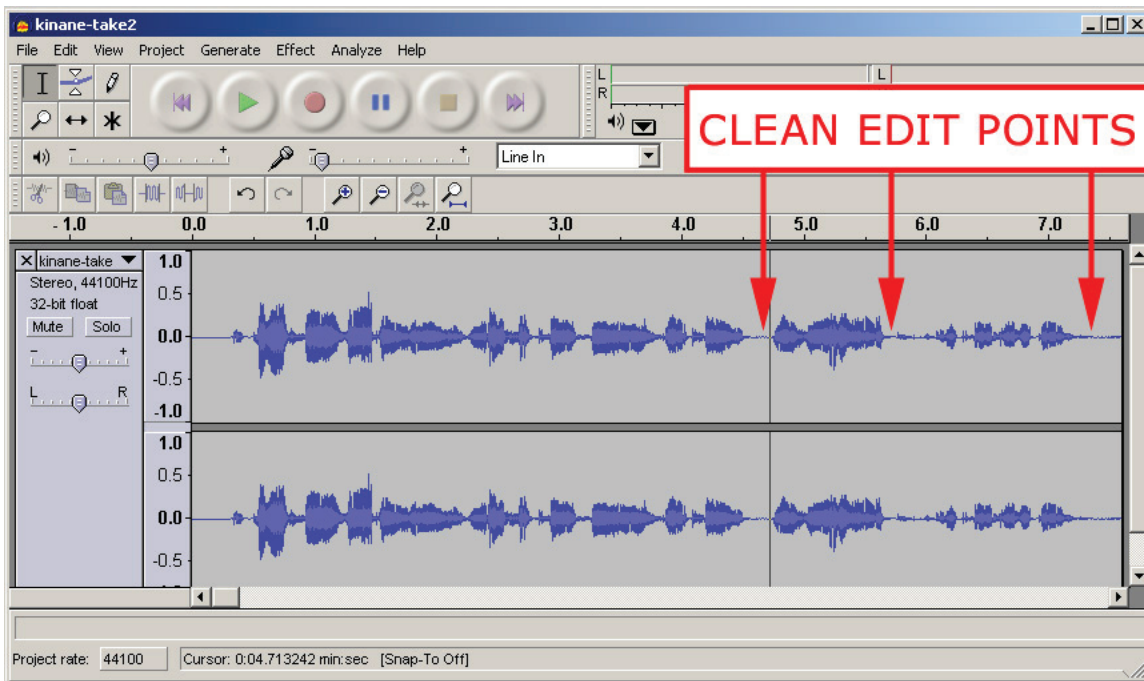 kinane-take2
File Edit View Project Generate Effect Analyze Help
L
R
L
CLEAN EDIT POINTS
- +
- +
Line In
- 1.0 0.0 1.0 2.0 3.0 4.0 5.0 6.0 7.0
kinane-take
Stereo, 44100Hz
32-bit float
Mute Solo
- +
L R
1.0
0.5
0.0
-0.5
-1.0
1.0
0.5
0.0
-0.5
Project rate: 44100 Cursor: 0:04.713242 min:sec [Snap-To Off]